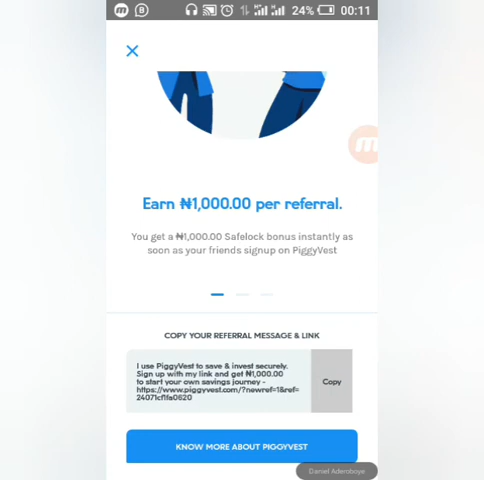 24% 00:11
Earn ₦1,000.00 per referral.
You get a ₦1,000.00 Safelock bonus instantly as
soon as your friends signup on PiggyVest
COPY YOUR REFERRAL MESSAGE & LINK
I use PiggyVest to save & invest securely.
Sign up with my link and get ₦1,000.00
to start your own savings journey -
https://www.piggyvest.com/?newref=1&ref=
24071cf1fa0620
Copy
KNOW MORE ABOUT PIGGYVEST
Daniel Aderoboye